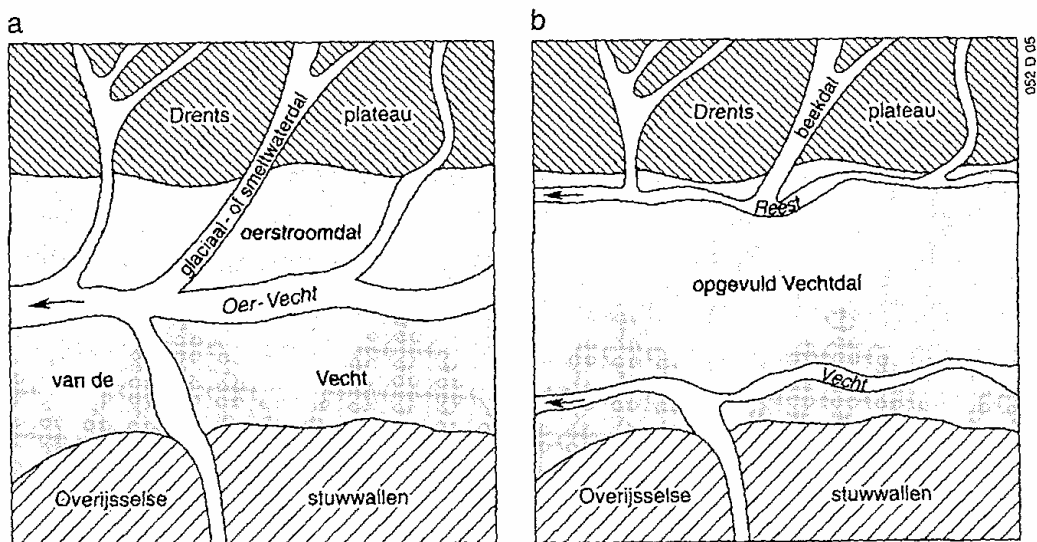 a
Drents
plateau
glaciaal- of smeltwaterdal
oerstroomdal
Oer-Vecht
van de
Vecht
Overijsselse
stuwwallen
b
052 D 05
Drents
beekdal
plateau
Reest
opgevuld Vechtdal
Vecht
Overijsselse
stuwwallen